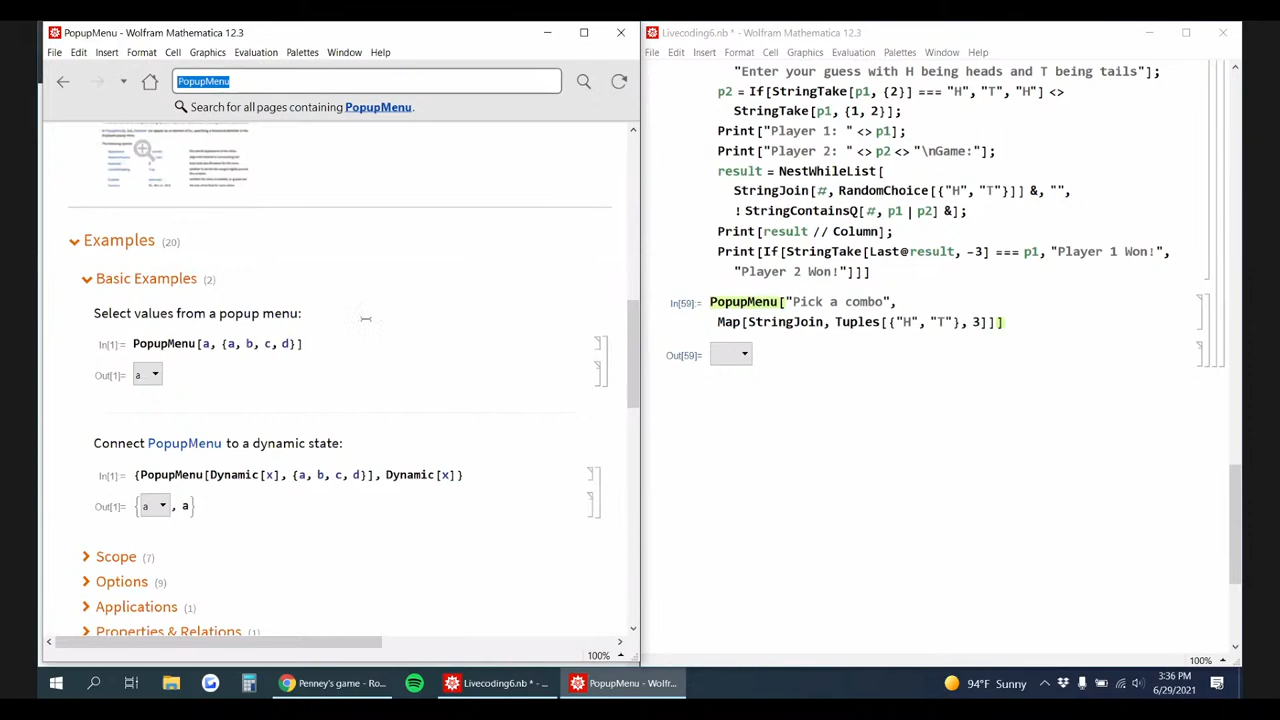 PopupMenu - Wolfram Mathematica 12.3
File Edit Insert Format Cell Graphics Evaluation Palettes Window Help
PopupMenu
Search for all pages containing PopupMenu.
Examples (20)
Basic Examples (2)
Select values from a popup menu:
In[1]:= PopupMenu[a, {a, b, c, d}]
Out[1]= a
Connect PopupMenu to a dynamic state:
In[1]:= {PopupMenu[Dynamic[x], {a, b, c, d}], Dynamic[x]}
Out[1]= {a, a}
Scope (7)
Options (9)
Applications (1)
Properties & Relations (1)
100%
Livecoding6.nb * - Wolfram Mathematica 12.3
File Edit Insert Format Cell Graphics Evaluation Palettes Window Help
"Enter your guess with H being heads and T being tails"];
p2 = If[StringTake[p1, {2}] === "H", "T", "H"] <>
StringTake[p1, {1, 2}];
Print["Player 1: " <> p1];
Print["Player 2: " <> p2 <> "\nGame:"];
result = NestWhileList[
StringJoin[#, RandomChoice[{"H", "T"}]] &, "",
! StringContainsQ[#, p1 | p2] &];
Print[result // Column];
Print[If[StringTake[Last@result, -3] === p1, "Player 1 Won!",
"Player 2 Won!"]]]
In[59]:= PopupMenu["Pick a combo",
Map[StringJoin, Tuples[{"H", "T"}, 3]]]
Out[59]=
100%
Penney's game - Ro...
Livecoding6.nb * - ...
PopupMenu - Wolfr...
94°F Sunny
3:36 PM
6/29/2021